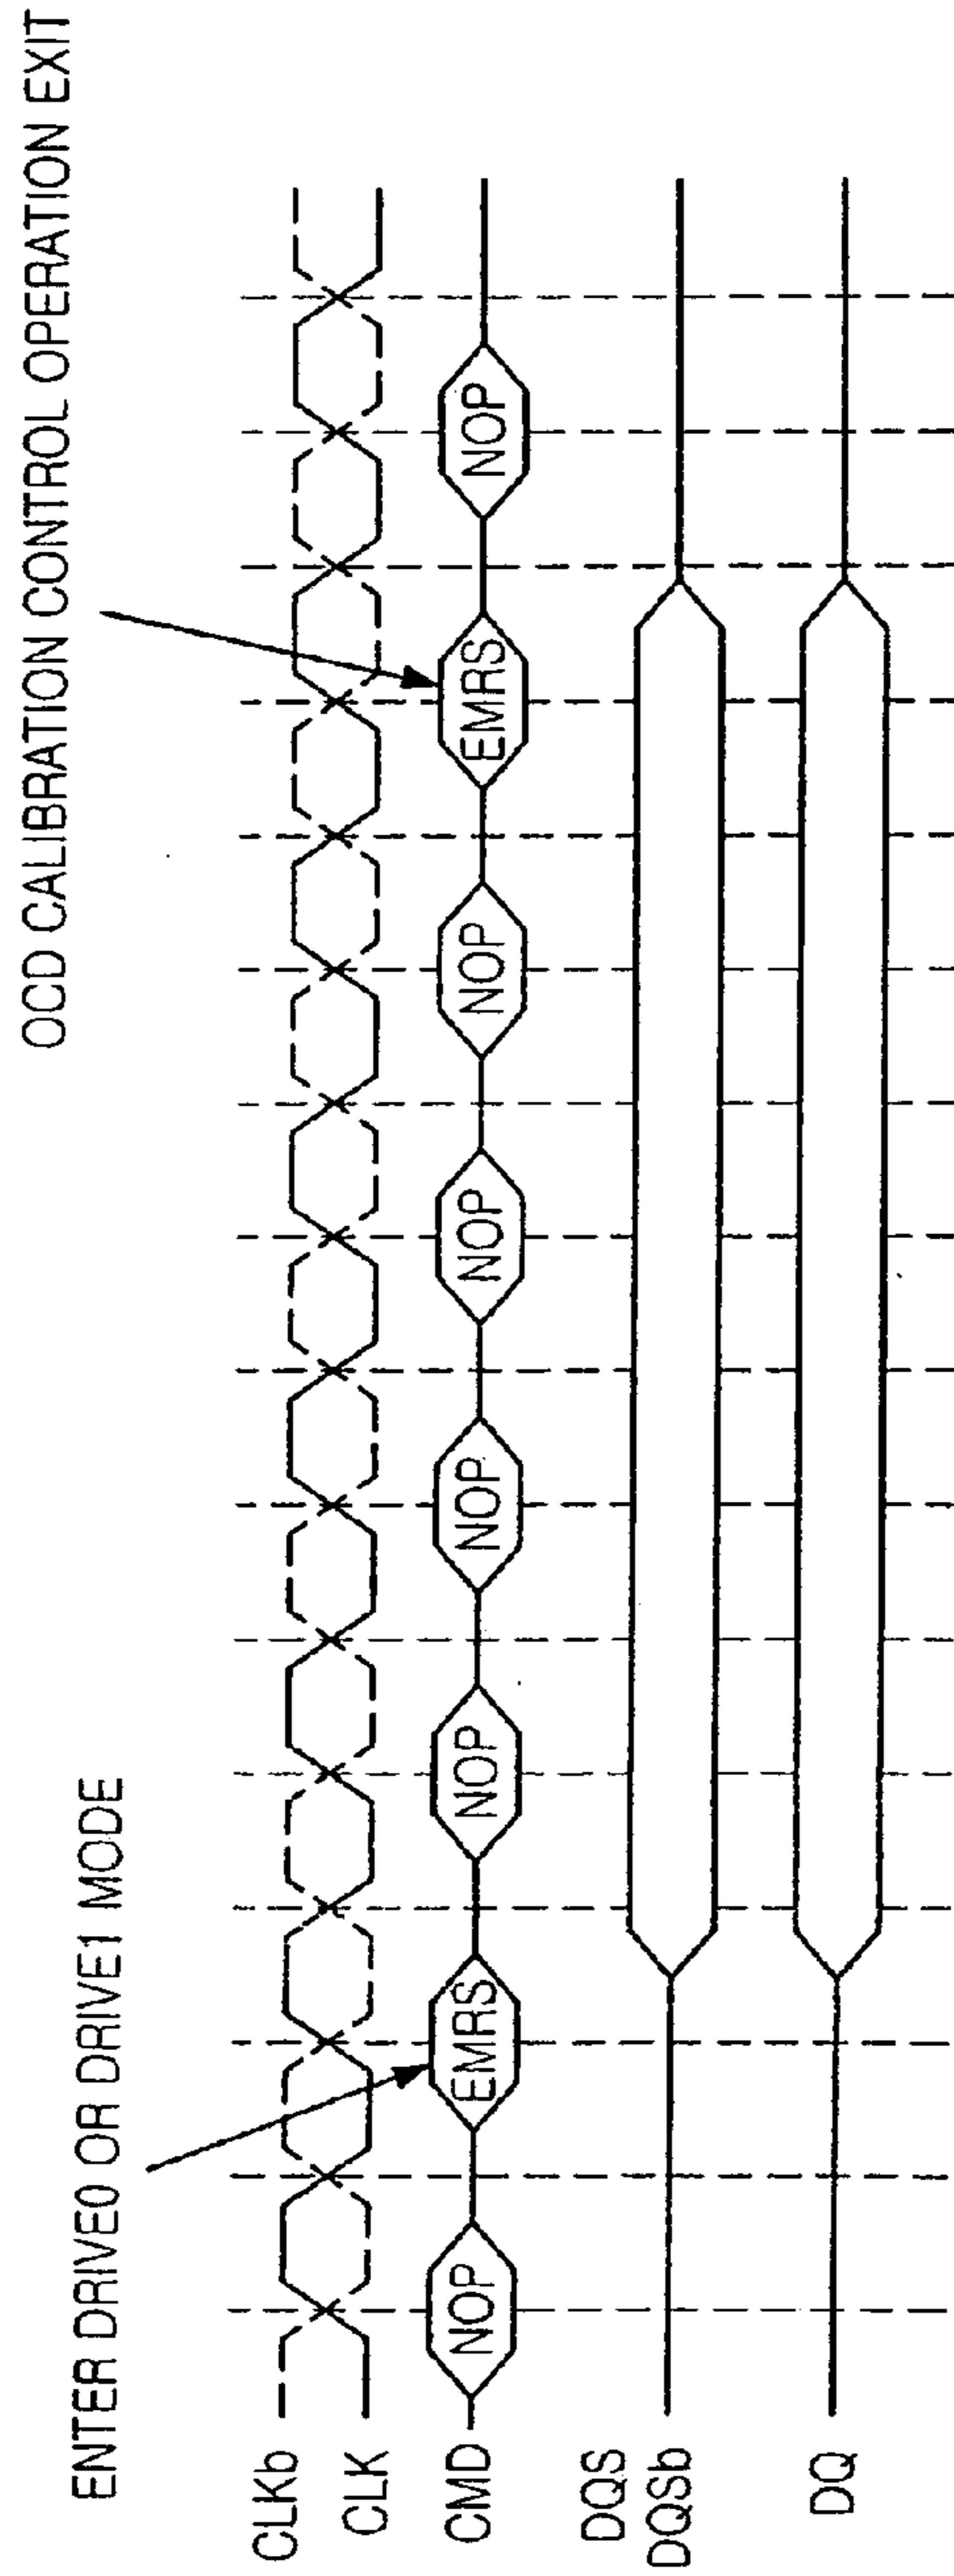 OCD CALIBRATION CONTROL OPERATION EXIT
ENTER DRIVE0 OR DRIVE1 MODE
CLKb
CLK
CMD NOP EMRS NOP NOP NOP NOP EMRS NOP
DQS
DQSb
DQ